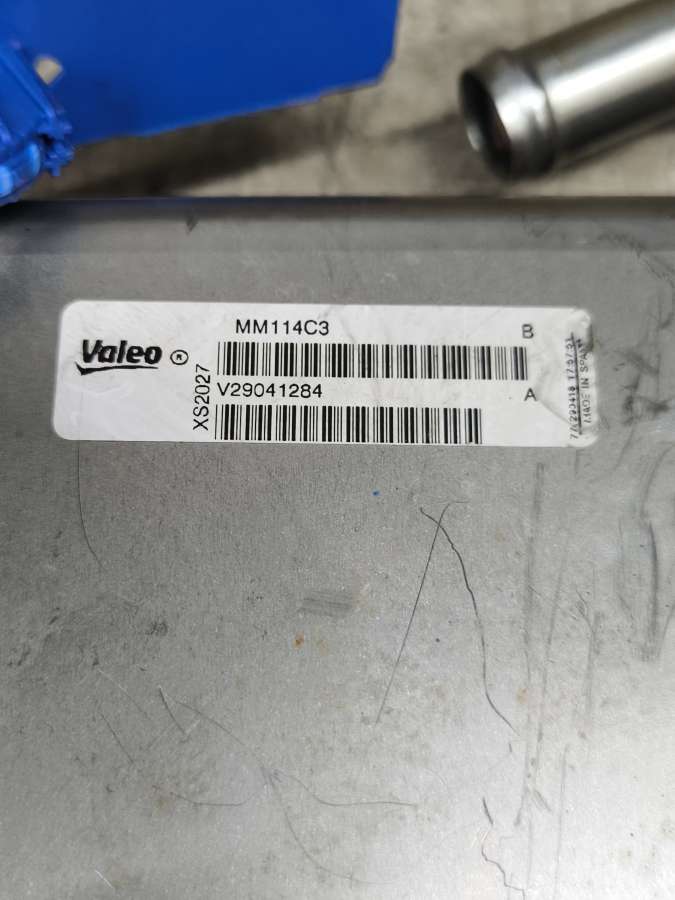 Valeo ®
XS2027
MM114C3 B
V29041284 A
MADE IN SPAIN